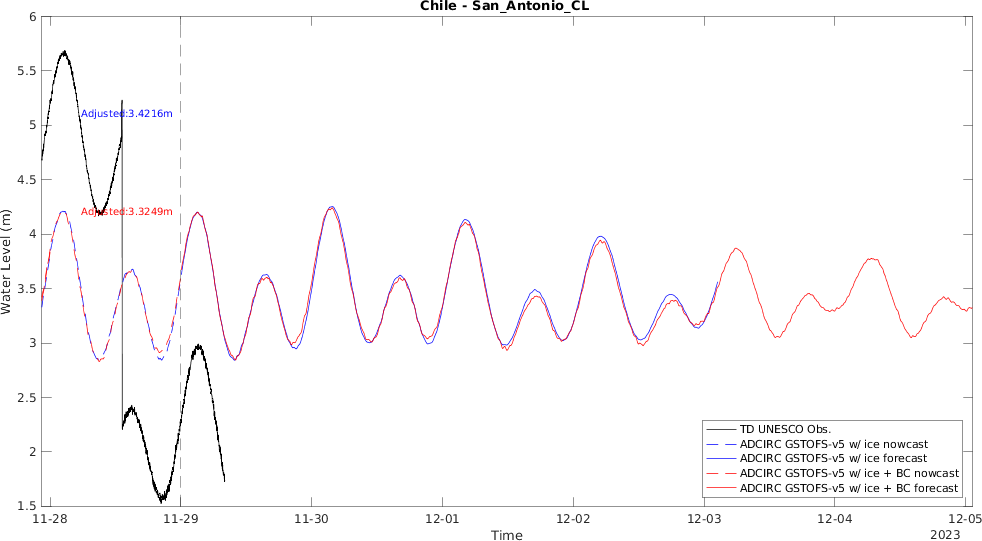 Chile - San_Antonio_CL
6
5.5
5
4.5
4
3.5
3
2.5
2
1.5
Water Level (m)
Adjusted:3.4216m
Adjusted:3.3249m
TD UNESCO Obs.
ADCIRC GSTOFS-v5 w/ ice nowcast
ADCIRC GSTOFS-v5 w/ ice forecast
ADCIRC GSTOFS-v5 w/ ice + BC nowcast
ADCIRC GSTOFS-v5 w/ ice + BC forecast
11-28 11-29 11-30 12-01 12-02 12-03 12-04 12-05
Time
2023